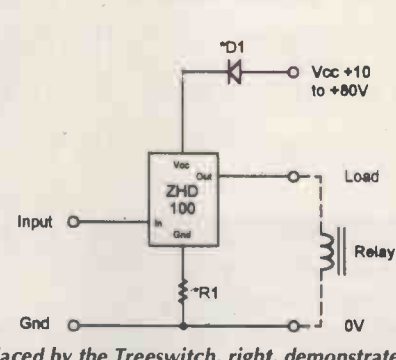 *D1
Vcc +10
to +80V
Vcc
Out
Load
ZHD
100
Input
In
Gnd
Relay
*R1
Gnd
0V
placed by the Treeswitch, right, demonstrate